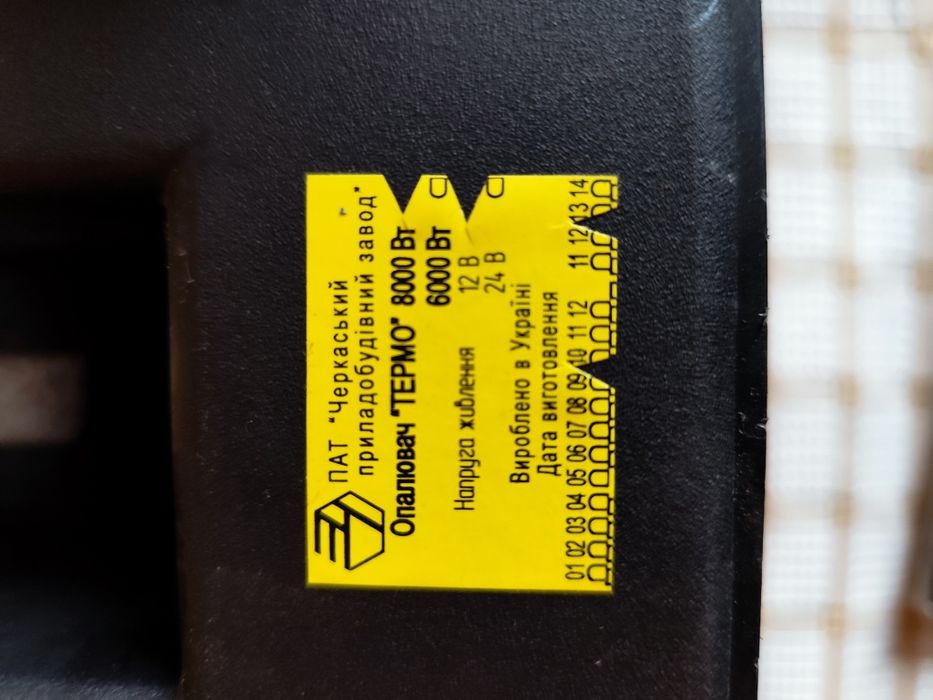 ПАТ "Черкаський
приладобудівний завод"
Опалювач "ТЕРМО" 8000 Вт
6000 Вт
Напруга живлення 12 В
24 В
Вироблено в Україні
Дата виготовлення
01 02 03 04 05 06 07 08 09 10 11 12 11 12 13 14